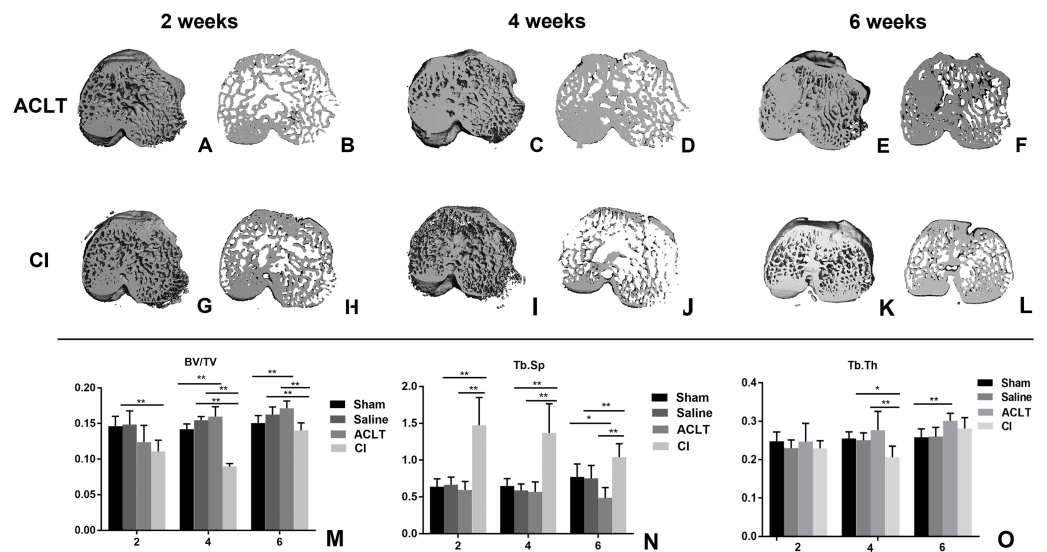 2 weeks 4 weeks 6 weeks
ACLT
A B C D E F
CI
G H I J K L
BV/TV
0.20
0.15
0.10
0.05
0.00
** ** ** ** ** ** **
2 4 6
Sham
Saline
ACLT
CI
M
Tb.Sp
2.0
1.5
1.0
0.5
0.0
** ** ** ** ** * **
2 4 6
Sham
Saline
ACLT
CI
N
Tb.Th
0.4
0.3
0.2
0.1
0.0
* ** **
2 4 6
Sham
Saline
ACLT
CI
O